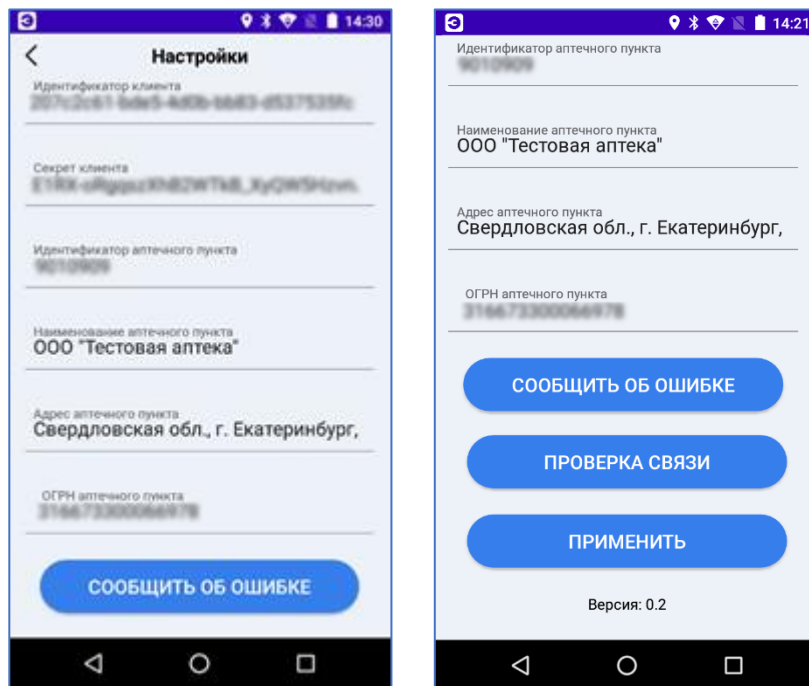 14:30
Настройки
Идентификатор клиента
Секрет клиента
Идентификатор аптечного пункта
Наименование аптечного пункта
ООО "Тестовая аптека"
Адрес аптечного пункта
Свердловская обл., г. Екатеринбург,
ОГРН аптечного пункта
СООБЩИТЬ ОБ ОШИБКЕ
14:21
Идентификатор аптечного пункта
9010909
Наименование аптечного пункта
ООО "Тестовая аптека"
Адрес аптечного пункта
Свердловская обл., г. Екатеринбург,
ОГРН аптечного пункта
СООБЩИТЬ ОБ ОШИБКЕ
ПРОВЕРКА СВЯЗИ
ПРИМЕНИТЬ
Версия: 0.2